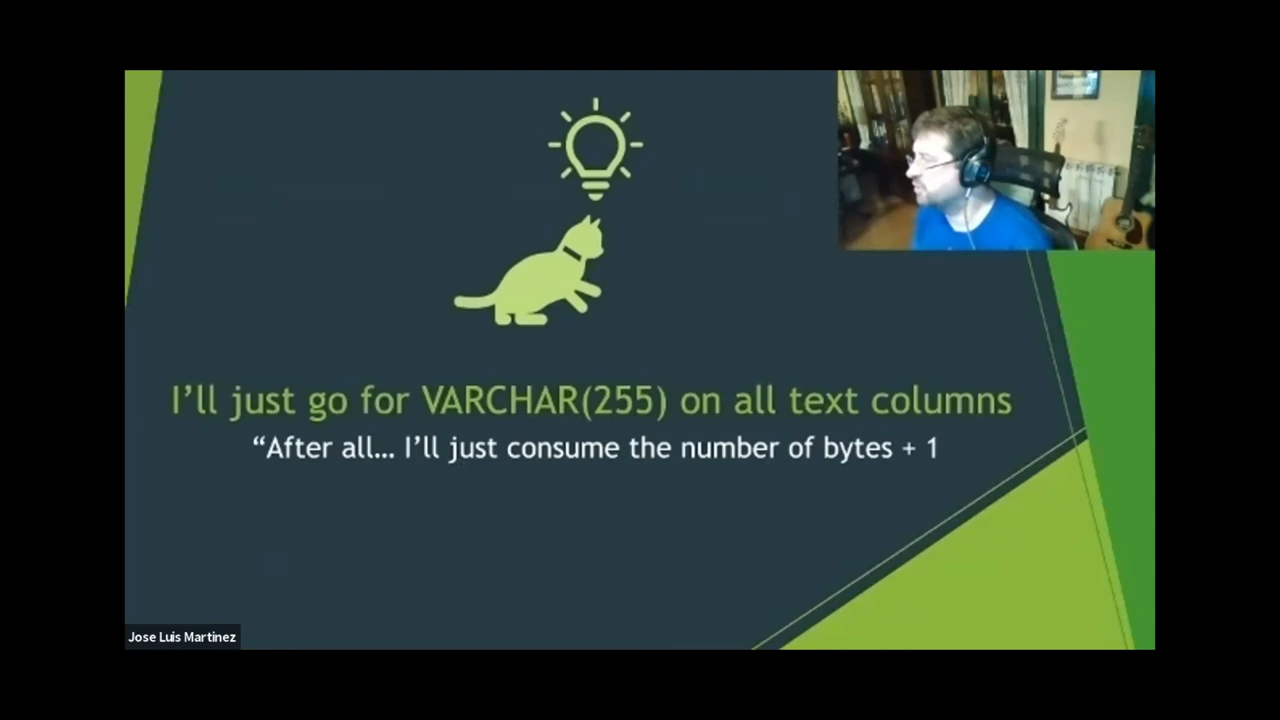 I’ll just go for VARCHAR(255) on all text columns
“After all… I’ll just consume the number of bytes + 1
Jose Luis Martinez